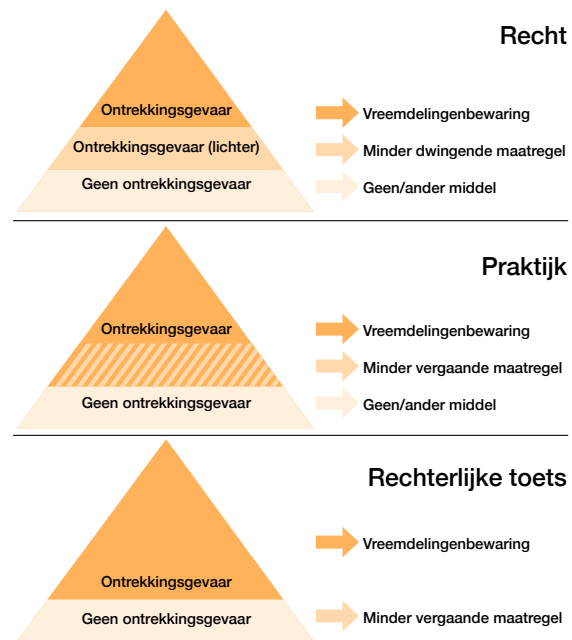 Recht
Ontrekkingsgevaar
Vreemdelingenbewaring
Ontrekkingsgevaar (lichter)
Minder dwingende maatregel
Geen ontrekkingsgevaar
Geen/ander middel
Praktijk
Ontrekkingsgevaar
Vreemdelingenbewaring
Minder vergaande maatregel
Geen ontrekkingsgevaar
Geen/ander middel
Rechterlijke toets
Vreemdelingenbewaring
Ontrekkingsgevaar
Geen ontrekkingsgevaar
Minder vergaande maatregel